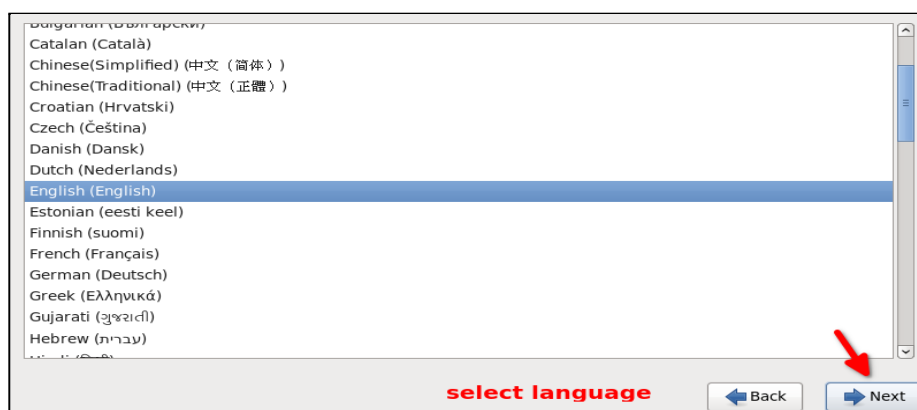 Bulgarian (Български)
Catalan (Català)
Chinese(Simplified) (中文（简体）)
Chinese(Traditional) (中文（正體）)
Croatian (Hrvatski)
Czech (Čeština)
Danish (Dansk)
Dutch (Nederlands)
English (English)
Estonian (eesti keel)
Finnish (suomi)
French (Français)
German (Deutsch)
Greek (Ελληνικά)
Gujarati (ગુજરાતી)
Hebrew (עברית)
select language
Back
Next